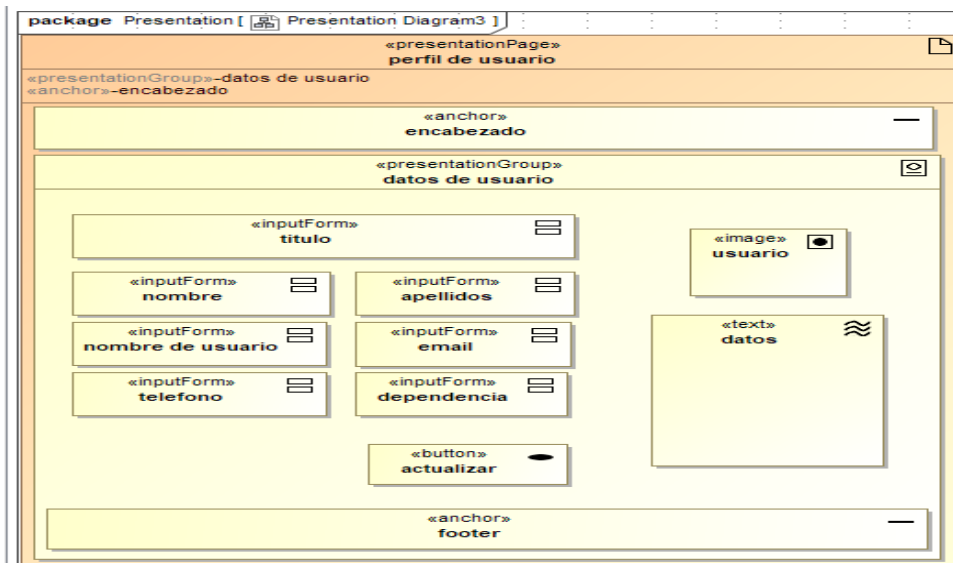 package Presentation [ Presentation Diagram3 ]
«presentationPage»
perfil de usuario
«presentationGroup»-datos de usuario
«anchor»-encabezado
«anchor»
encabezado
«presentationGroup»
datos de usuario
«inputForm»
titulo
«image»
usuario
«inputForm»
nombre
«inputForm»
apellidos
«inputForm»
nombre de usuario
«inputForm»
email
«text»
datos
«inputForm»
telefono
«inputForm»
dependencia
«button»
actualizar
«anchor»
footer